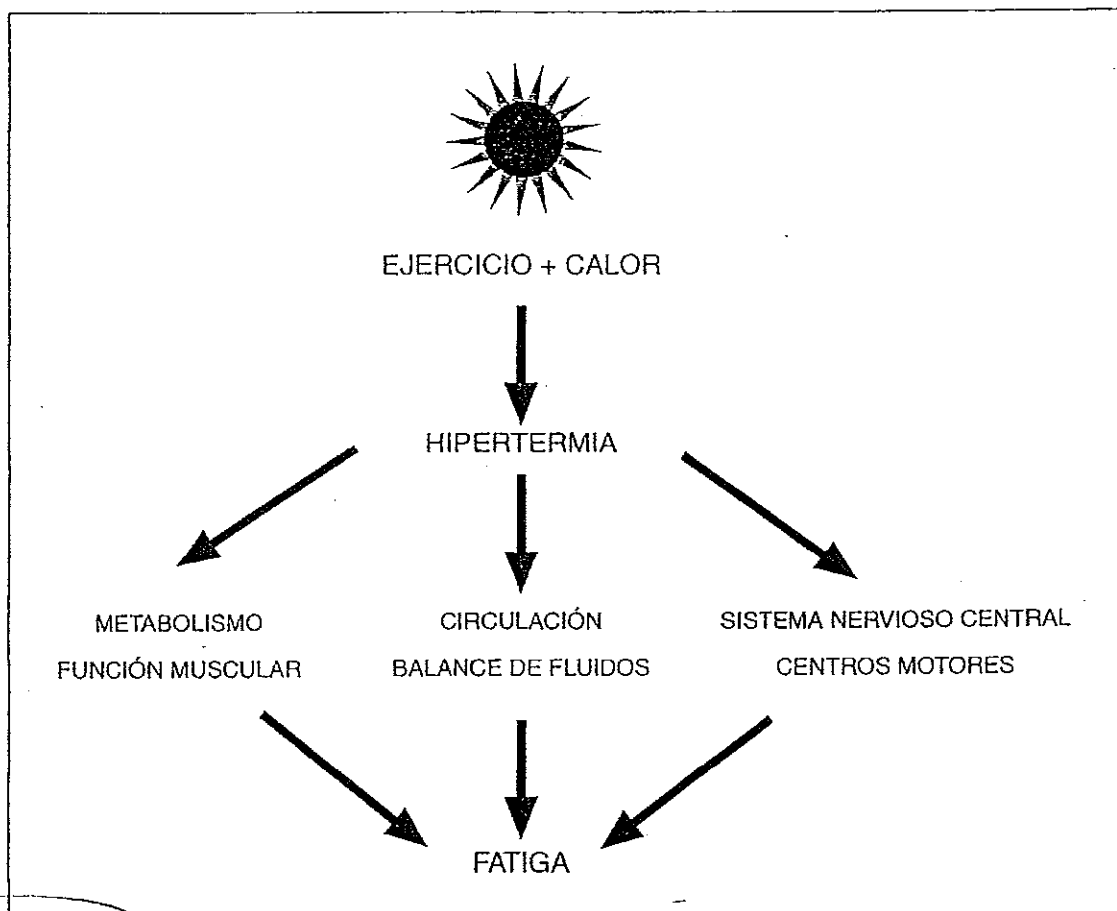 EJERCICIO + CALOR
HIPERTERMIA
METABOLISMO
FUNCIÓN MUSCULAR
CIRCULACIÓN
BALANCE DE FLUIDOS
SISTEMA NERVIOSO CENTRAL
CENTROS MOTORES
FATIGA